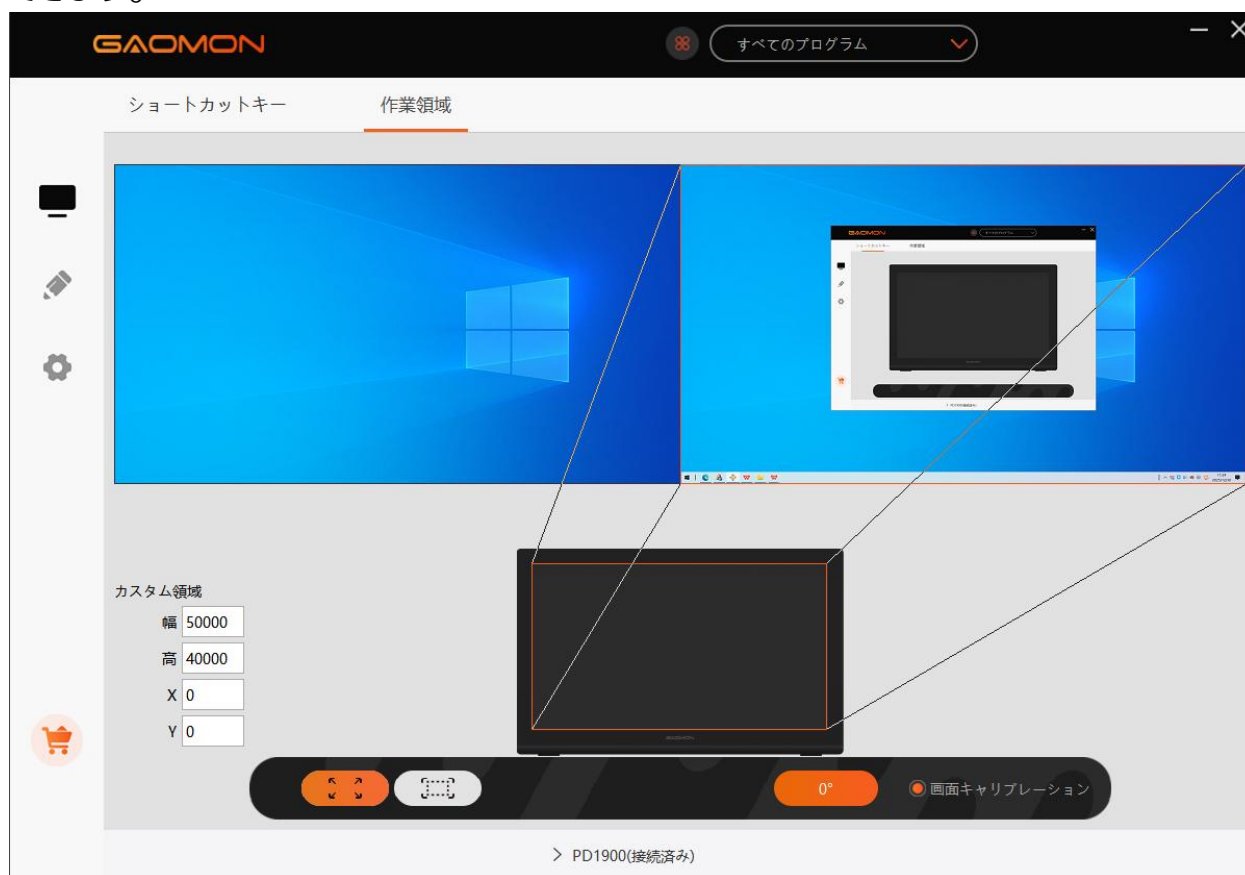 GAOMON
すべてのプログラム
ショートカットキー
作業領域
カスタム領域
幅 50000
高 40000
X 0
Y 0
0°
画面キャリブレーション
PD1900(接続済み)